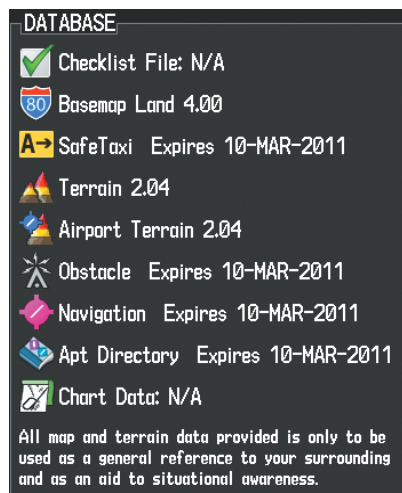 DATABASE
Checklist File: N/A
80 Basemap Land 4.00
A→ SafeTaxi Expires 10-MAR-2011
Terrain 2.04
Airport Terrain 2.04
Obstacle Expires 10-MAR-2011
Navigation Expires 10-MAR-2011
Apt Directory Expires 10-MAR-2011
Chart Data: N/A
All map and terrain data provided is only to be
used as a general reference to your surrounding
and as an aid to situational awareness.